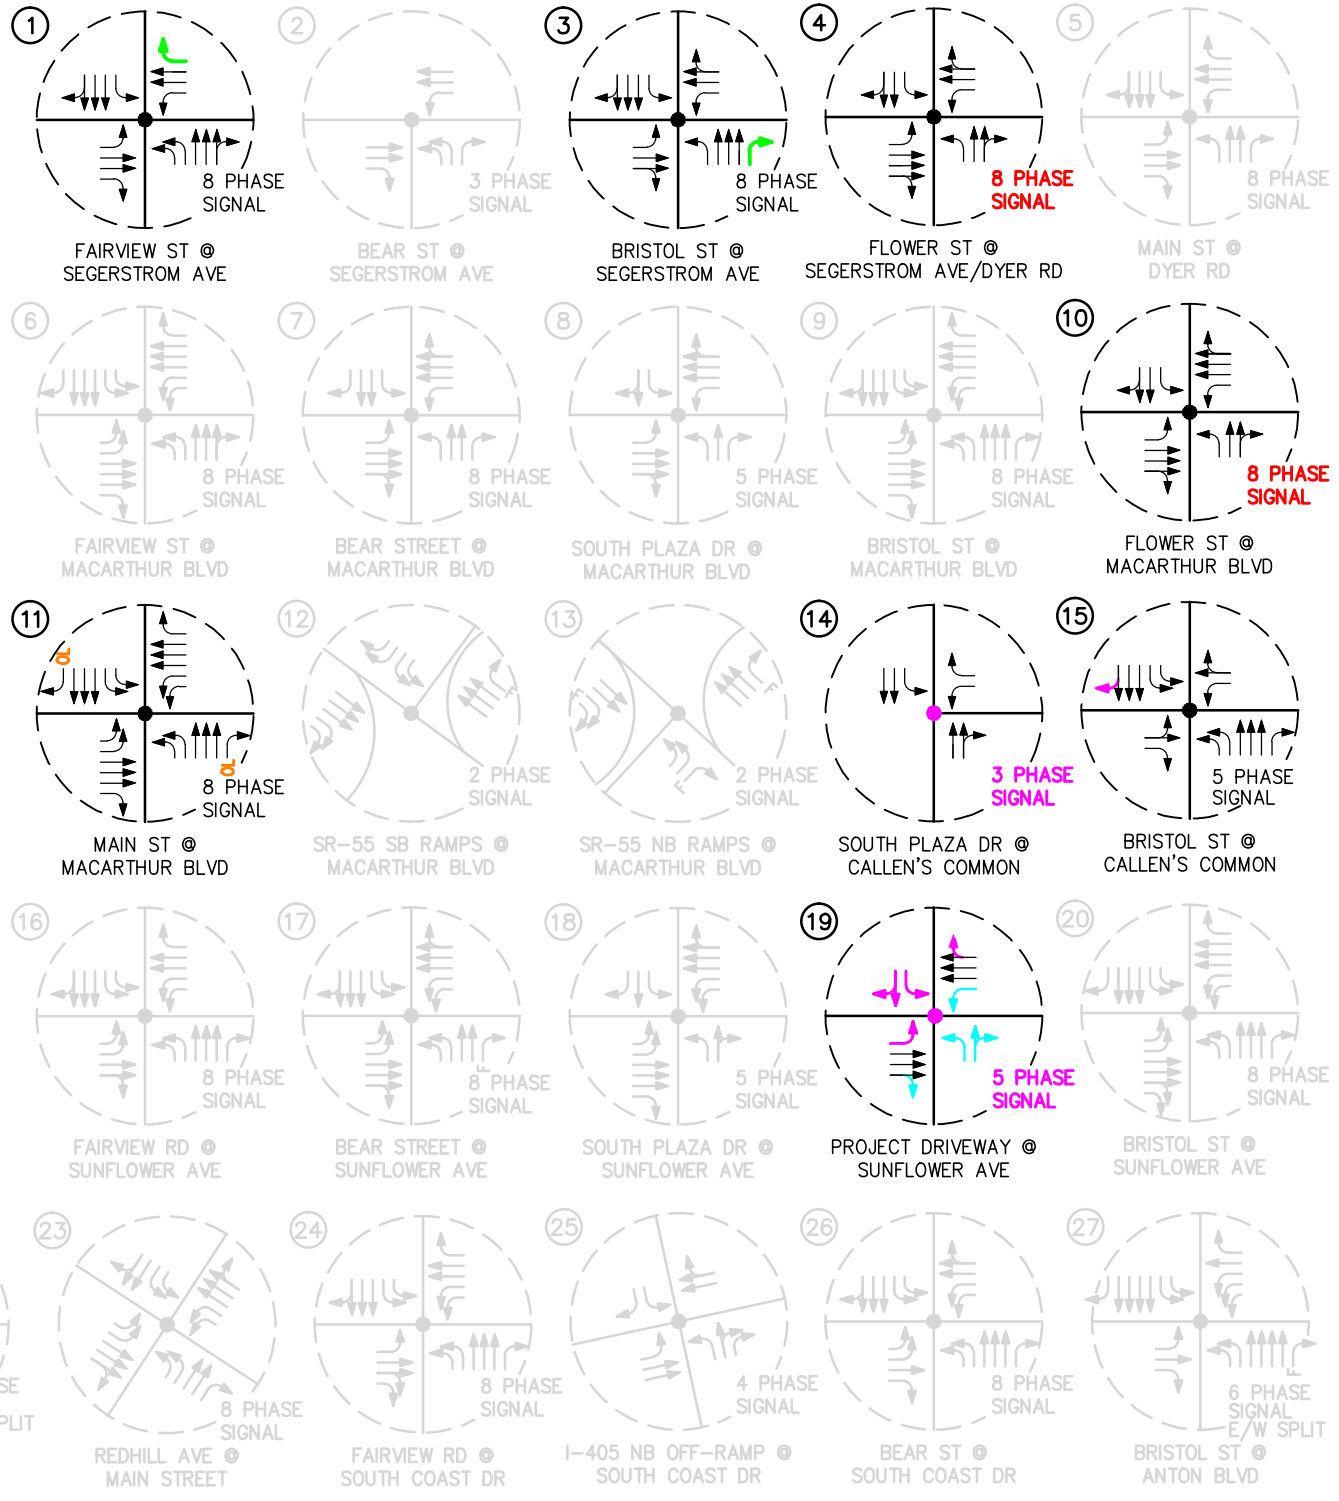 1
8 PHASE
SIGNAL
FAIRVIEW ST @
SEGERSTROM AVE
2
3 PHASE
SIGNAL
BEAR ST @
SEGERSTROM AVE
3
8 PHASE
SIGNAL
BRISTOL ST @
SEGERSTROM AVE
4
8 PHASE
SIGNAL
FLOWER ST @
SEGERSTROM AVE/DYER RD
5
8 PHASE
SIGNAL
MAIN ST @
DYER RD
6
8 PHASE
SIGNAL
FAIRVIEW ST @
MACARTHUR BLVD
7
8 PHASE
SIGNAL
BEAR STREET @
MACARTHUR BLVD
8
5 PHASE
SIGNAL
SOUTH PLAZA DR @
MACARTHUR BLVD
9
8 PHASE
SIGNAL
BRISTOL ST @
MACARTHUR BLVD
10
8 PHASE
SIGNAL
FLOWER ST @
MACARTHUR BLVD
11
OL
OL
8 PHASE
SIGNAL
MAIN ST @
MACARTHUR BLVD
12
F
2 PHASE
SIGNAL
SR-55 SB RAMPS @
MACARTHUR BLVD
13
F
F
F
2 PHASE
SIGNAL
SR-55 NB RAMPS @
MACARTHUR BLVD
14
3 PHASE
SIGNAL
SOUTH PLAZA DR @
CALLEN'S COMMON
15
5 PHASE
SIGNAL
BRISTOL ST @
CALLEN'S COMMON
16
8 PHASE
SIGNAL
FAIRVIEW RD @
SUNFLOWER AVE
17
F
8 PHASE
SIGNAL
BEAR STREET @
SUNFLOWER AVE
18
5 PHASE
SIGNAL
SOUTH PLAZA DR @
SUNFLOWER AVE
19
5 PHASE
SIGNAL
PROJECT DRIVEWAY @
SUNFLOWER AVE
20
8 PHASE
SIGNAL
BRISTOL ST @
SUNFLOWER AVE
SE
PLIT
23
8 PHASE
SIGNAL
REDHILL AVE @
MAIN STREET
24
8 PHASE
SIGNAL
FAIRVIEW RD @
SOUTH COAST DR
25
4 PHASE
SIGNAL
I-405 NB OFF-RAMP @
SOUTH COAST DR
26
8 PHASE
SIGNAL
BEAR ST @
SOUTH COAST DR
27
F
6 PHASE
SIGNAL
E/W SPLIT
BRISTOL ST @
ANTON BLVD